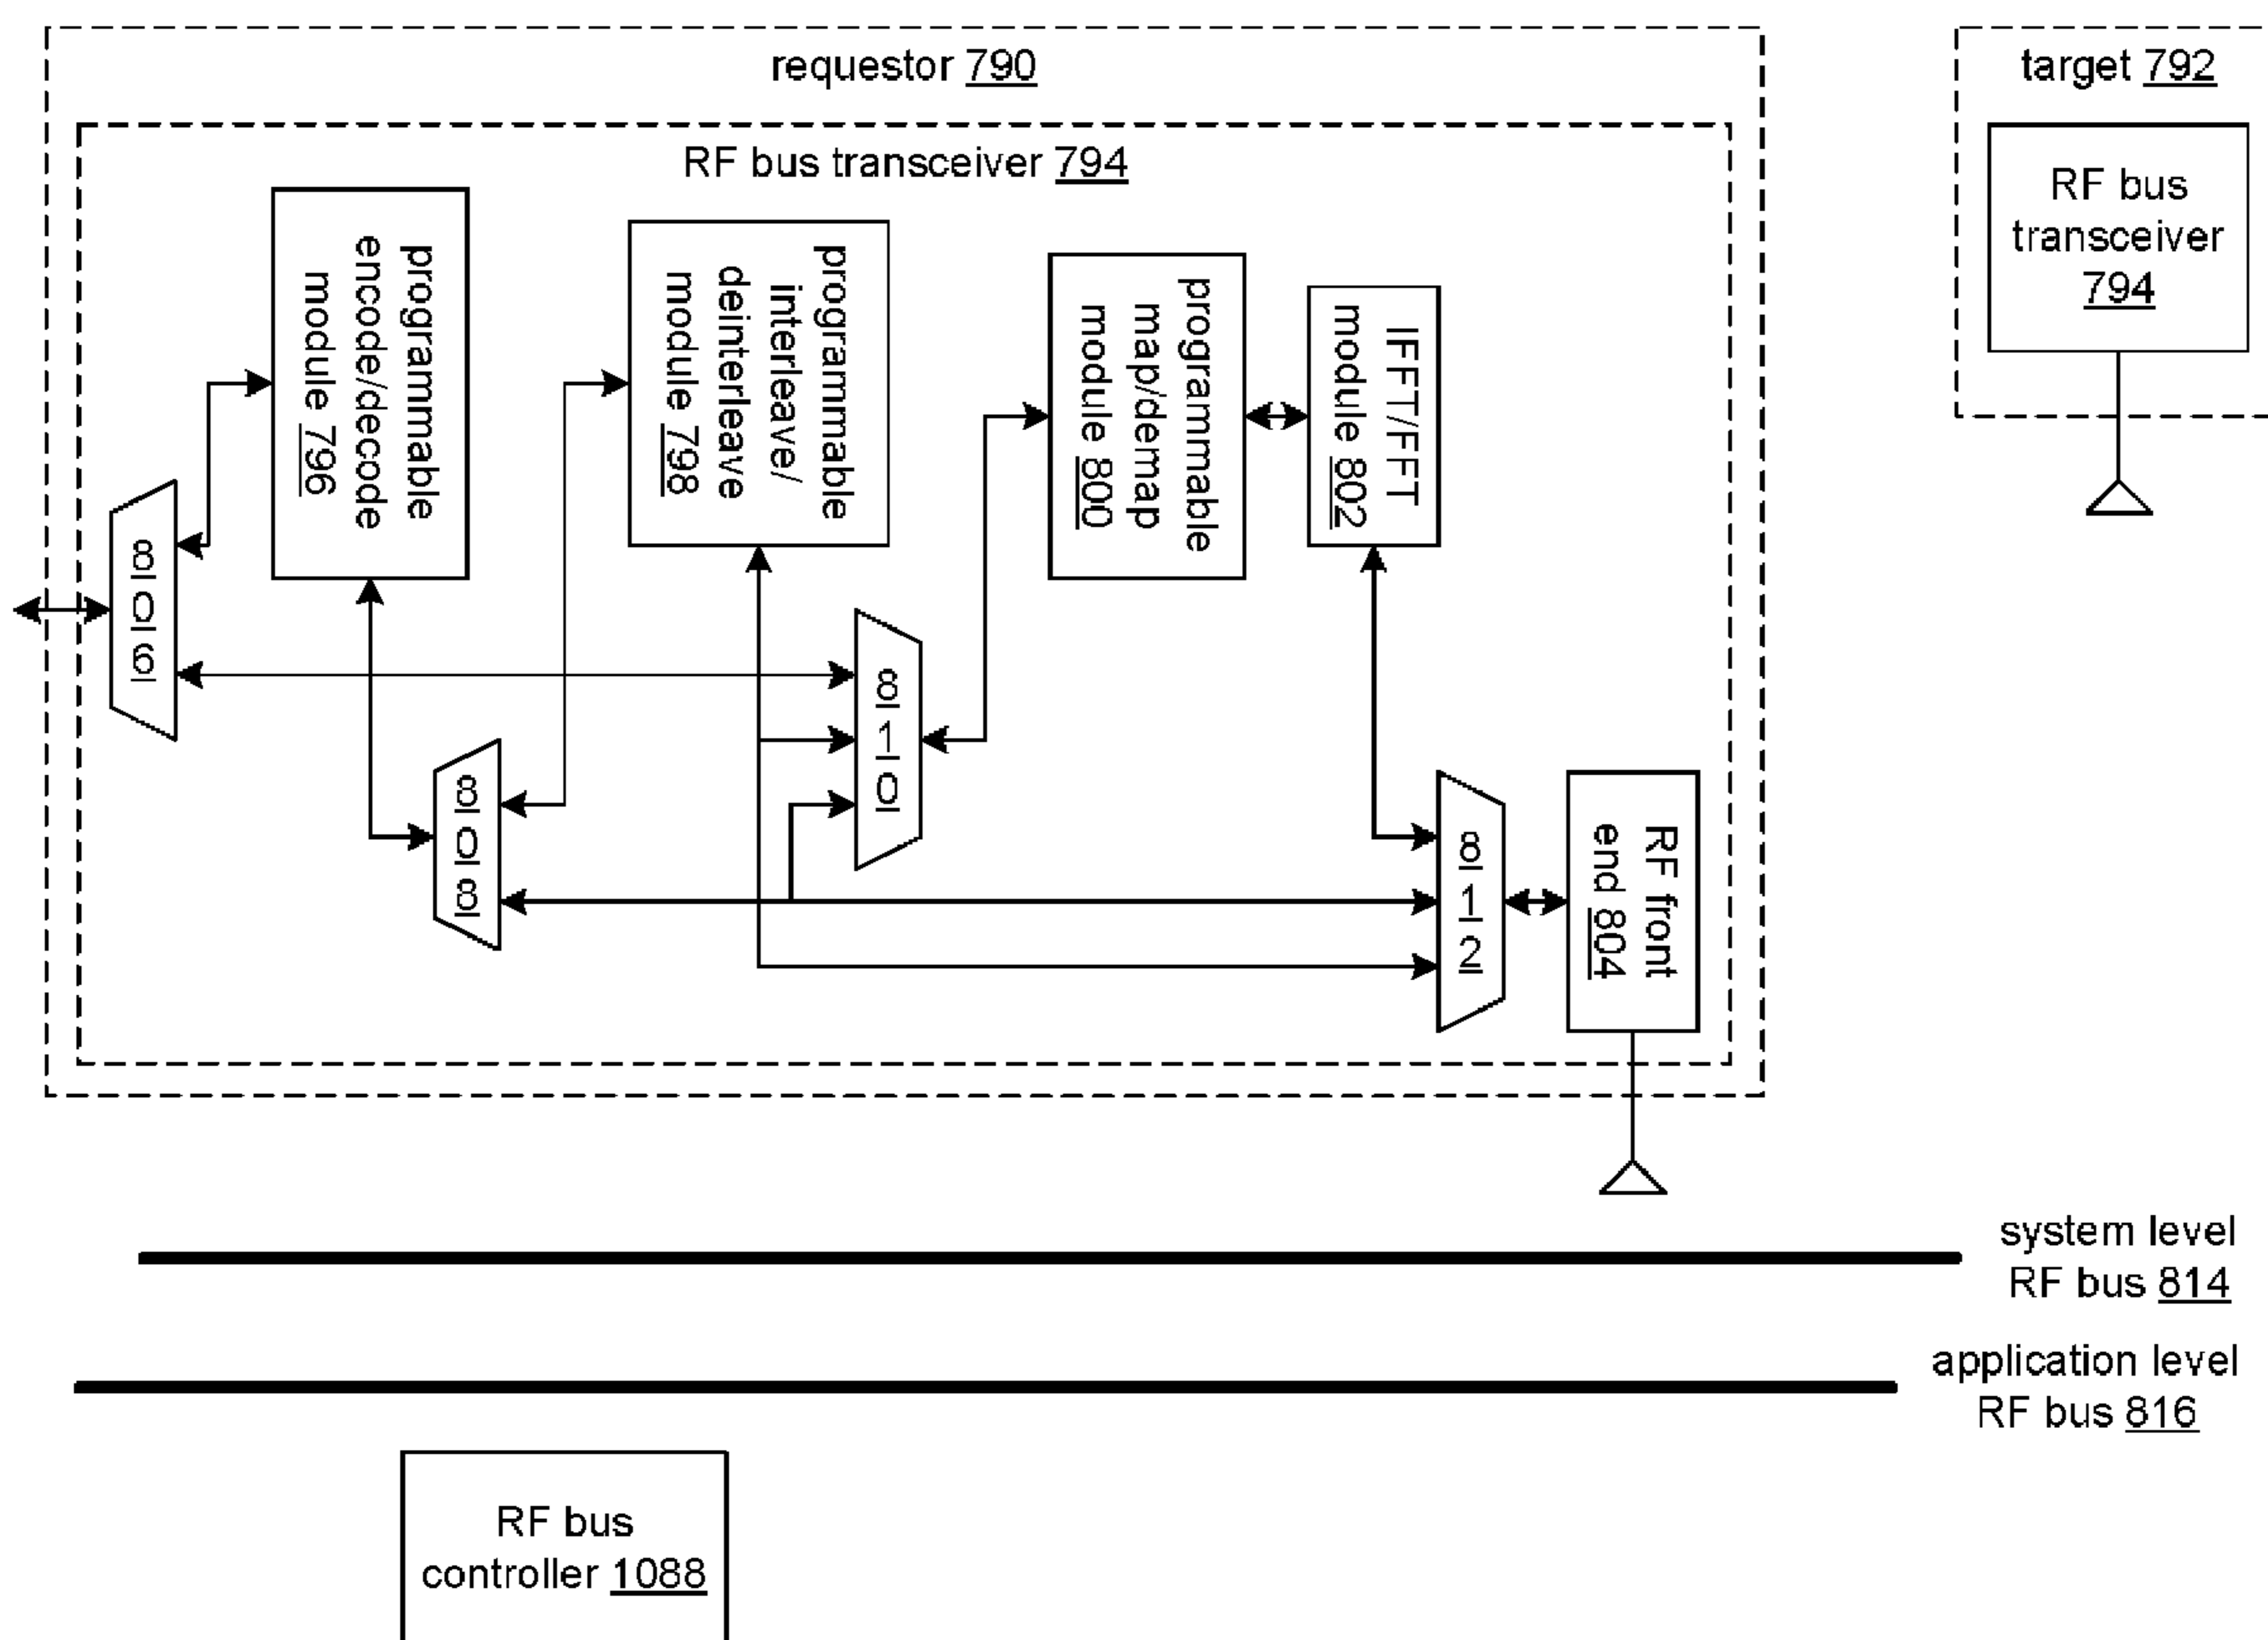 requestor 790
target 792
RF bus transceiver 794
RF bus
transceiver
794
programmable
encode/decode
module 796
programmable
interleave/
deinterleave
module 798
programmable
map/demap
module 800
IFFT/FFT
module 802
806
808
810
812
RF front
end 804
system level
RF bus 814
application level
RF bus 816
RF bus
controller 1088